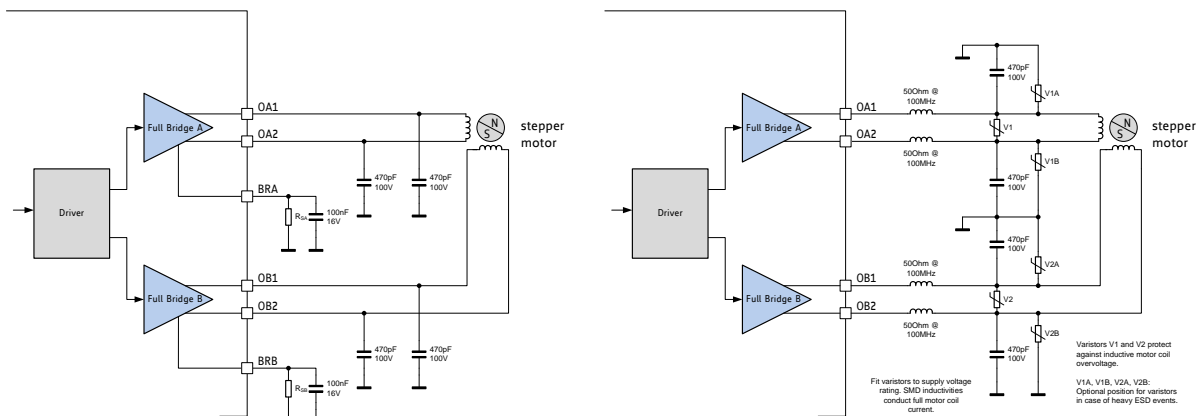 OA1
Full Bridge A
OA2
N
S
stepper
motor
470pF
100V
470pF
100V
BRA
Driver
RSA
100nF
16V
OB1
Full Bridge B
OB2
470pF
100V
470pF
100V
BRB
RSB
100nF
16V
470pF
100V
V1A
50Ohm @
100MHz
OA1
V1
Full Bridge A
OA2
N
S
stepper
motor
50Ohm @
100MHz
V1B
470pF
100V
Driver
470pF
100V
V2A
50Ohm @
100MHz
OB1
V2
Full Bridge B
OB2
50Ohm @
100MHz
V2B
470pF
100V
Varistors V1 and V2 protect
against inductive motor coil
overvoltage.
V1A, V1B, V2A, V2B:
Optional position for varistors
in case of heavy ESD events.
Fit varistors to supply voltage
rating. SMD inductivities
conduct full motor coil
current.